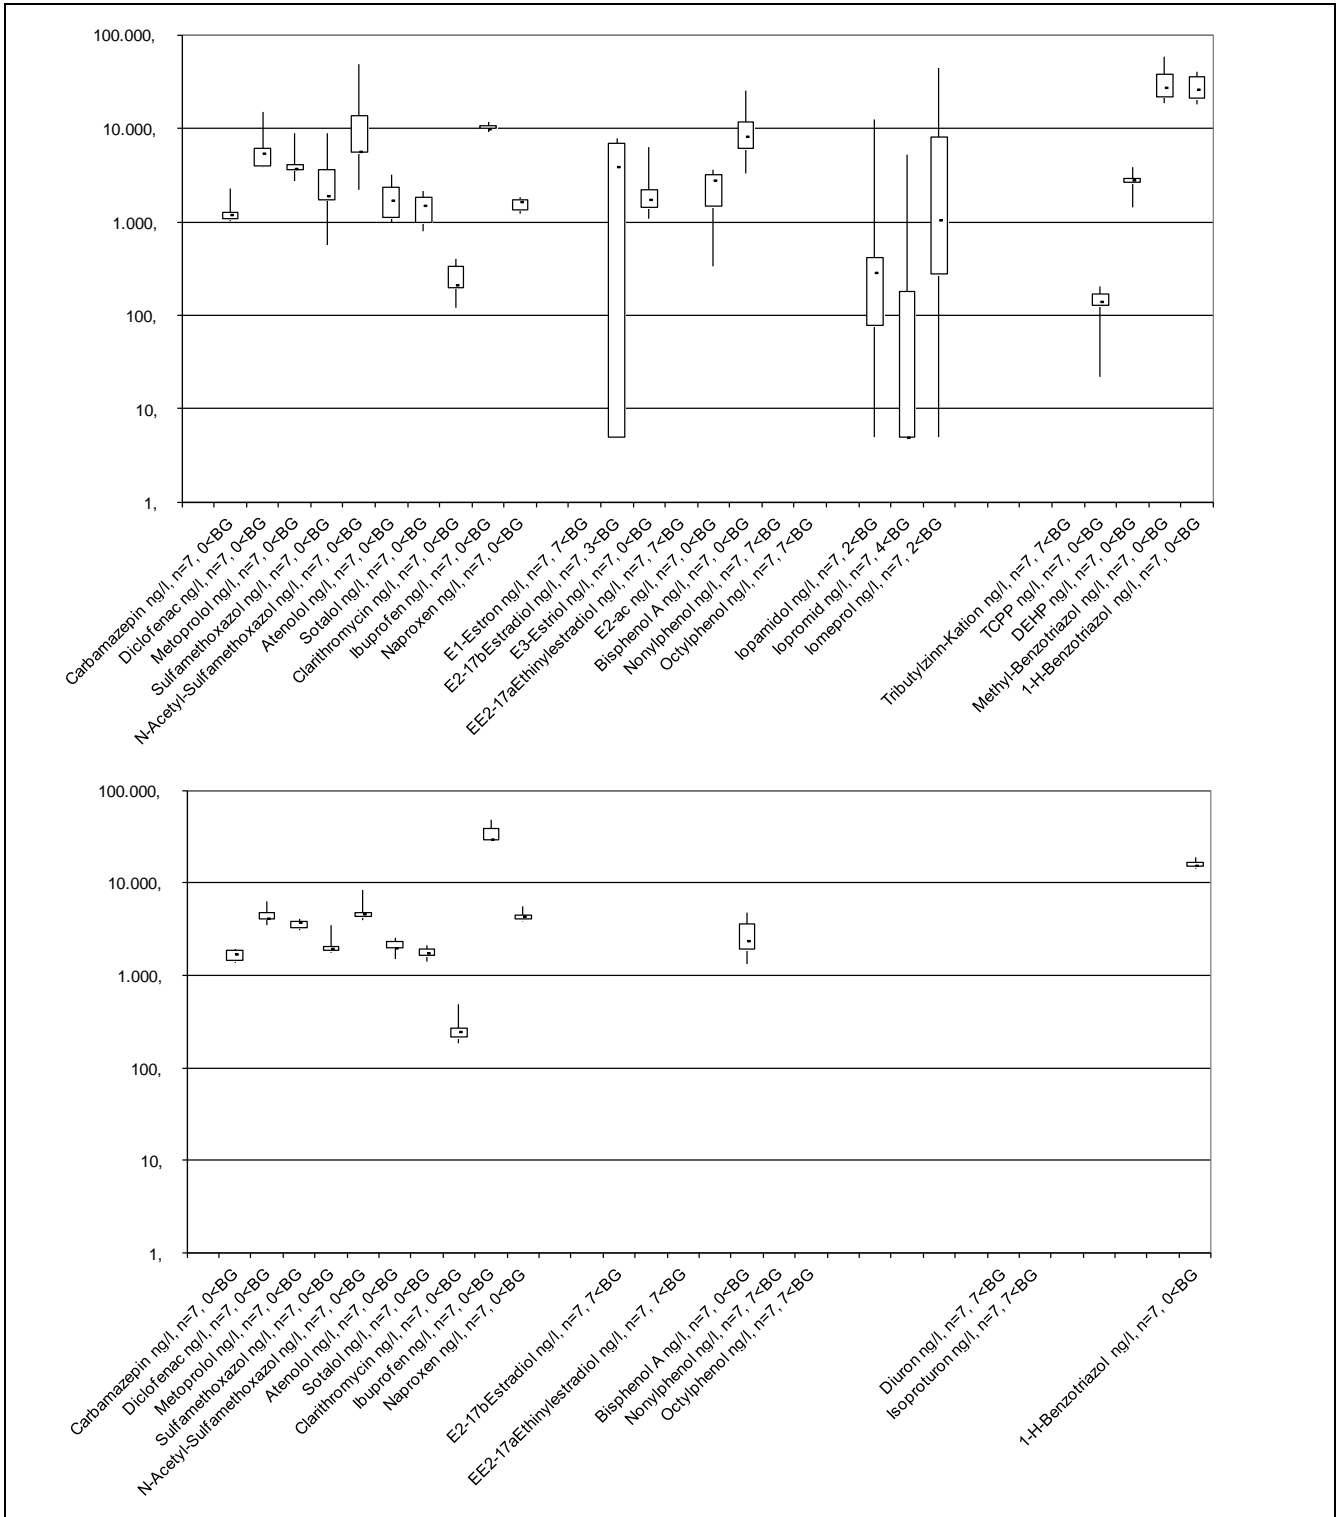 100.000,
10.000,
1.000,
100,
10,
1,
Carbamazepin ng/l, n=7, 0<BG
Diclofenac ng/l, n=7, 0<BG
Metoprolol ng/l, n=7, 0<BG
Sulfamethoxazol ng/l, n=7, 0<BG
N-Acetyl-Sulfamethoxazol ng/l, n=7, 0<BG
Atenolol ng/l, n=7, 0<BG
Sotalol ng/l, n=7, 0<BG
Clarithromycin ng/l, n=7, 0<BG
Ibuprofen ng/l, n=7, 0<BG
Naproxen ng/l, n=7, 0<BG
E1-Estron ng/l, n=7, 7<BG
E2-17bEstradiol ng/l, n=7, 3<BG
E3-Estriol ng/l, n=7, 0<BG
EE2-17aEthinylestradiol ng/l, n=7, 7<BG
E2-ac ng/l, n=7, 0<BG
Bisphenol A ng/l, n=7, 0<BG
Nonylphenol ng/l, n=7, 7<BG
Octylphenol ng/l, n=7, 7<BG
Iopamidol ng/l, n=7, 2<BG
Iopromid ng/l, n=7, 4<BG
Iomeprol ng/l, n=7, 2<BG
Tributylzinn-Kation ng/l, n=7, 7<BG
TCPP ng/l, n=7, 0<BG
DEHP ng/l, n=7, 0<BG
Methyl-Benzotriazol ng/l, n=7, 0<BG
1-H-Benzotriazol ng/l, n=7, 0<BG
100.000,
10.000,
1.000,
100,
10,
1,
Carbamazepin ng/l, n=7, 0<BG
Diclofenac ng/l, n=7, 0<BG
Metoprolol ng/l, n=7, 0<BG
Sulfamethoxazol ng/l, n=7, 0<BG
N-Acetyl-Sulfamethoxazol ng/l, n=7, 0<BG
Atenolol ng/l, n=7, 0<BG
Sotalol ng/l, n=7, 0<BG
Clarithromycin ng/l, n=7, 0<BG
Ibuprofen ng/l, n=7, 0<BG
Naproxen ng/l, n=7, 0<BG
E2-17bEstradiol ng/l, n=7, 7<BG
EE2-17aEthinylestradiol ng/l, n=7, 7<BG
Bisphenol A ng/l, n=7, 0<BG
Nonylphenol ng/l, n=7, 7<BG
Octylphenol ng/l, n=7, 7<BG
Diuron ng/l, n=7, 7<BG
Isoproturon ng/l, n=7, 7<BG
1-H-Benzotriazol ng/l, n=7, 0<BG